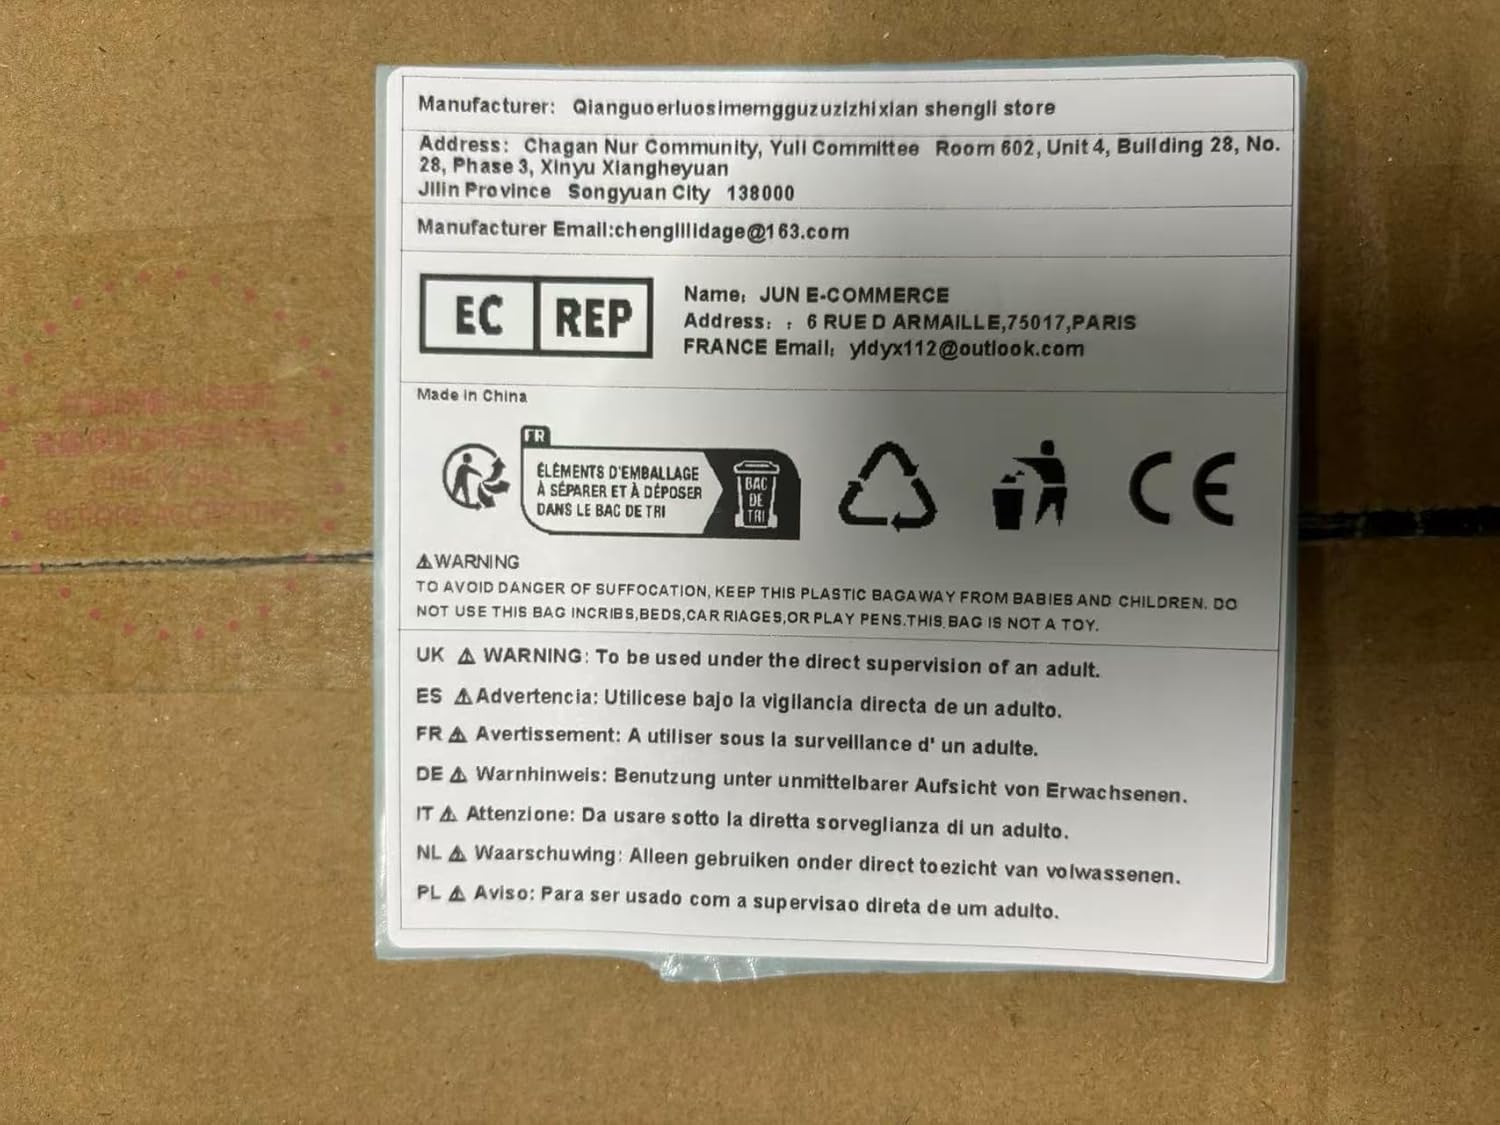 Manufacturer: Qianguoerluosimemgguzuzizhixian shengli store
Address: Chagan Nur Community, Yuli Committee Room 602, Unit 4, Building 28, No.
28, Phase 3, Xinyu Xiangheyuan
Jilin Province Songyuan City 138000
Manufacturer Email:chenglilidage@163.com
EC REP
Name: JUN E-COMMERCE
Address: : 6 RUE D ARMAILLE,75017,PARIS
FRANCE Email: yldyx112@outlook.com
Made in China
FR
ÉLÉMENTS D'EMBALLAGE
À SÉPARER ET À DÉPOSER
DANS LE BAC DE TRI
BAC
DE
TRI
CE
⚠WARNING
TO AVOID DANGER OF SUFFOCATION, KEEP THIS PLASTIC BAGAWAY FROM BABIES AND CHILDREN. DO
NOT USE THIS BAG INCRIBS,BEDS,CARRIAGES,OR PLAY PENS.THIS BAG IS NOT A TOY.
UK ⚠ WARNING: To be used under the direct supervision of an adult.
ES ⚠Advertencia: Utilicese bajo la vigilancia directa de un adulto.
FR ⚠ Avertissement: A utiliser sous la surveillance d' un adulte.
DE ⚠ Warnhinweis: Benutzung unter unmittelbarer Aufsicht von Erwachsenen.
IT ⚠ Attenzione: Da usare sotto la diretta sorveglianza di un adulto.
NL ⚠ Waarschuwing: Alleen gebruiken onder direct toezicht van volwassenen.
PL ⚠ Aviso: Para ser usado com a supervisao direta de um adulto.